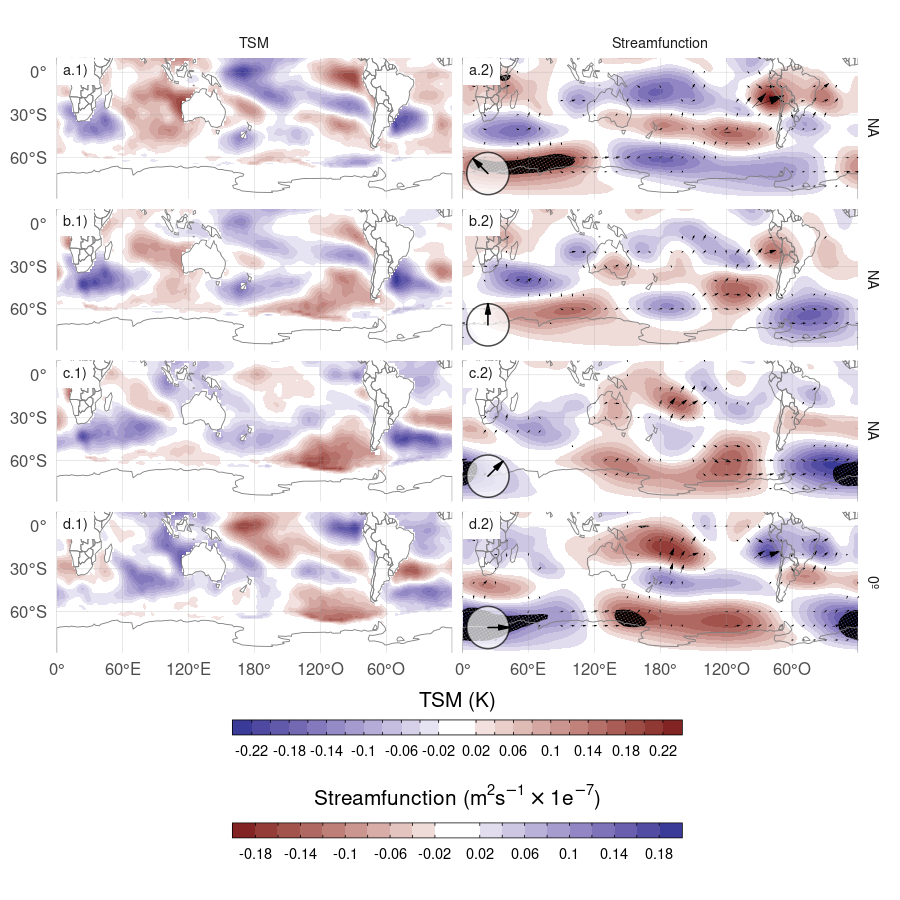 TSM Streamfunction
0° a.1) a.2)
30°S NA
60°S
b.1) b.2)
0°
30°S NA
60°S
c.1) c.2)
0°
30°S NA
60°S
d.1) d.2)
0°
30°S 0º
60°S
0° 60°E 120°E 180° 120°O 60°O 0° 60°E 120°E 180° 120°O 60°O
TSM (K)
-0.22 -0.18 -0.14 -0.1 -0.06 -0.02 0.02 0.06 0.1 0.14 0.18 0.22
Streamfunction (m²s⁻¹ × 1e⁻⁷)
-0.18 -0.14 -0.1 -0.06 -0.02 0.02 0.06 0.1 0.14 0.18